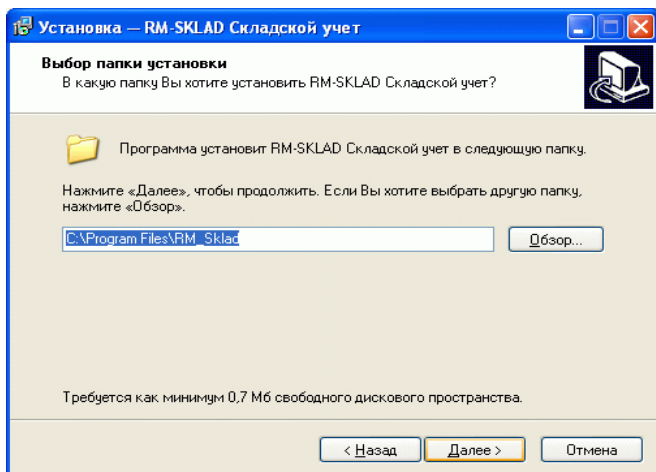 Установка — RM-SKLAD Складской учет
Выбор папки установки
В какую папку Вы хотите установить RM-SKLAD Складской учет?
Программа установит RM-SKLAD Складской учет в следующую папку.
Нажмите «Далее», чтобы продолжить. Если Вы хотите выбрать другую папку,
нажмите «Обзор».
C:\Program Files\RM_Sklad
Обзор...
Требуется как минимум 0,7 Мб свободного дискового пространства.
< Назад
Далее >
Отмена